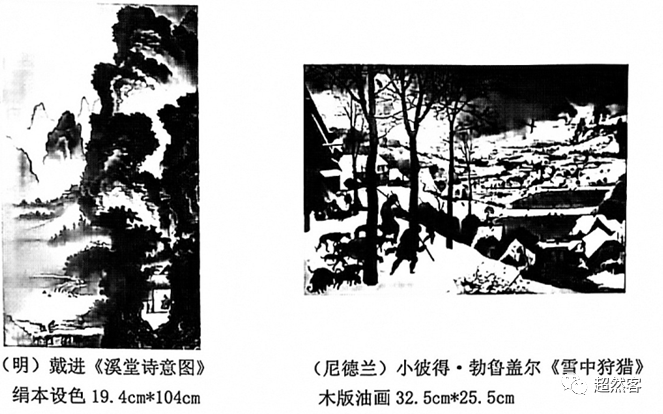 (明) 戴进《溪堂诗意图》
绢本设色 19.4cm*104cm
(尼德兰) 小彼得·勃鲁盖尔《雪中狩猎》
木版油画 32.5cm*25.5cm
超然客